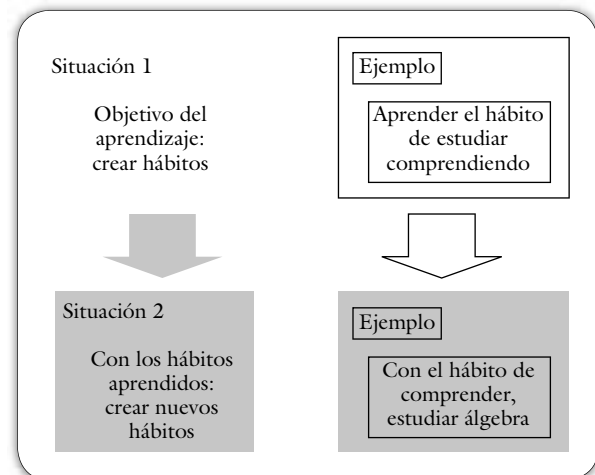 Situación 1
Objetivo del
aprendizaje:
crear hábitos
Ejemplo
Aprender el hábito
de estudiar
comprendiendo
Situación 2
Con los hábitos
aprendidos:
crear nuevos
hábitos
Ejemplo
Con el hábito de
comprender,
estudiar álgebra